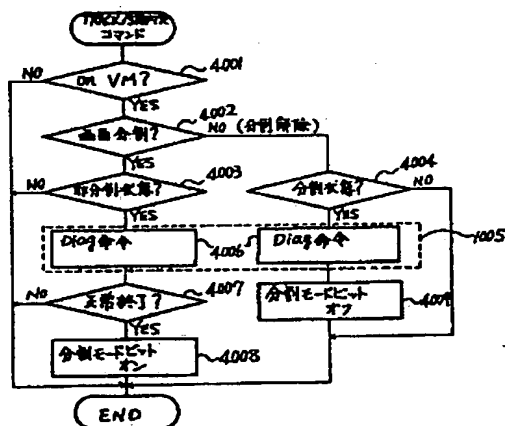 コマンド
on VM?
4001
NO
YES
4002
画面分割?
NO (分割解除)
YES
4003
非分割状態?
NO
YES
4004
分割状態?
NO
YES
Diag命令
4006
Diag命令
4005
正常終了?
4007
NO
YES
分割モードビット
オフ
分割モードビット
オン
4008
END